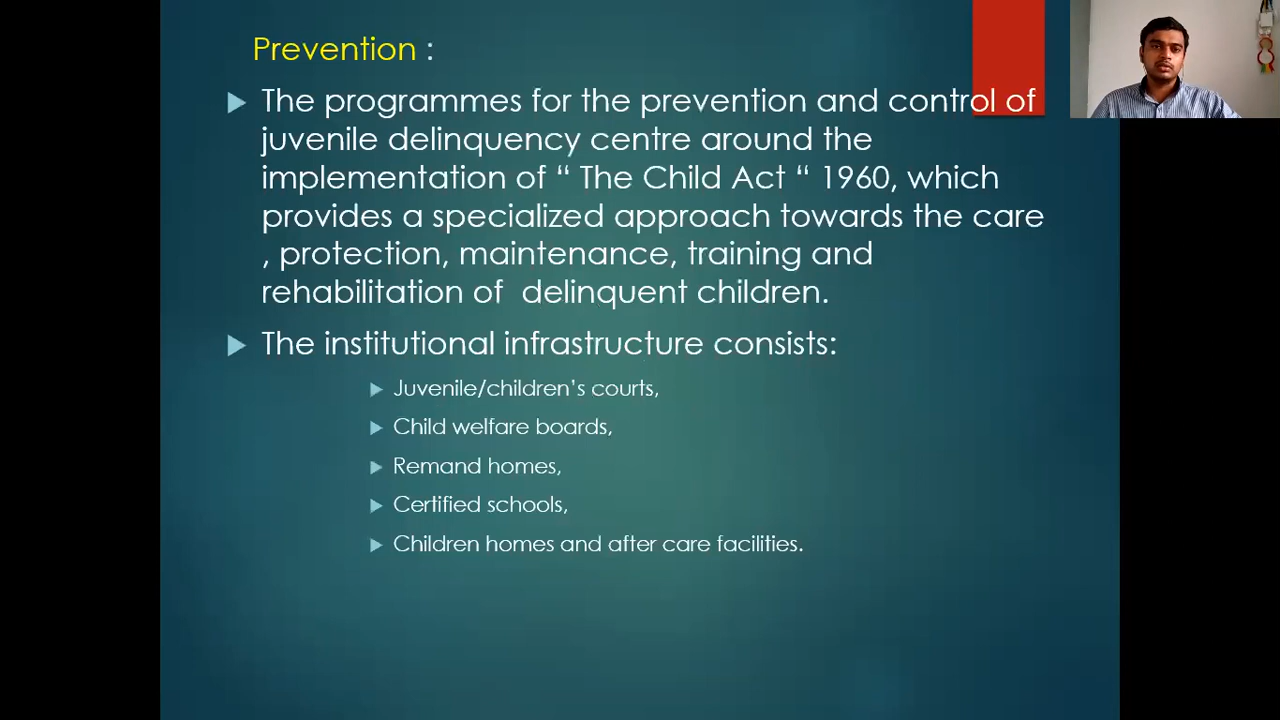 Prevention :
The programmes for the prevention and control of
juvenile delinquency centre around the
implementation of “ The Child Act “ 1960, which
provides a specialized approach towards the care
, protection, maintenance, training and
rehabilitation of  delinquent children.
The institutional infrastructure consists:
Juvenile/children’s courts,
Child welfare boards,
Remand homes,
Certified schools,
Children homes and after care facilities.